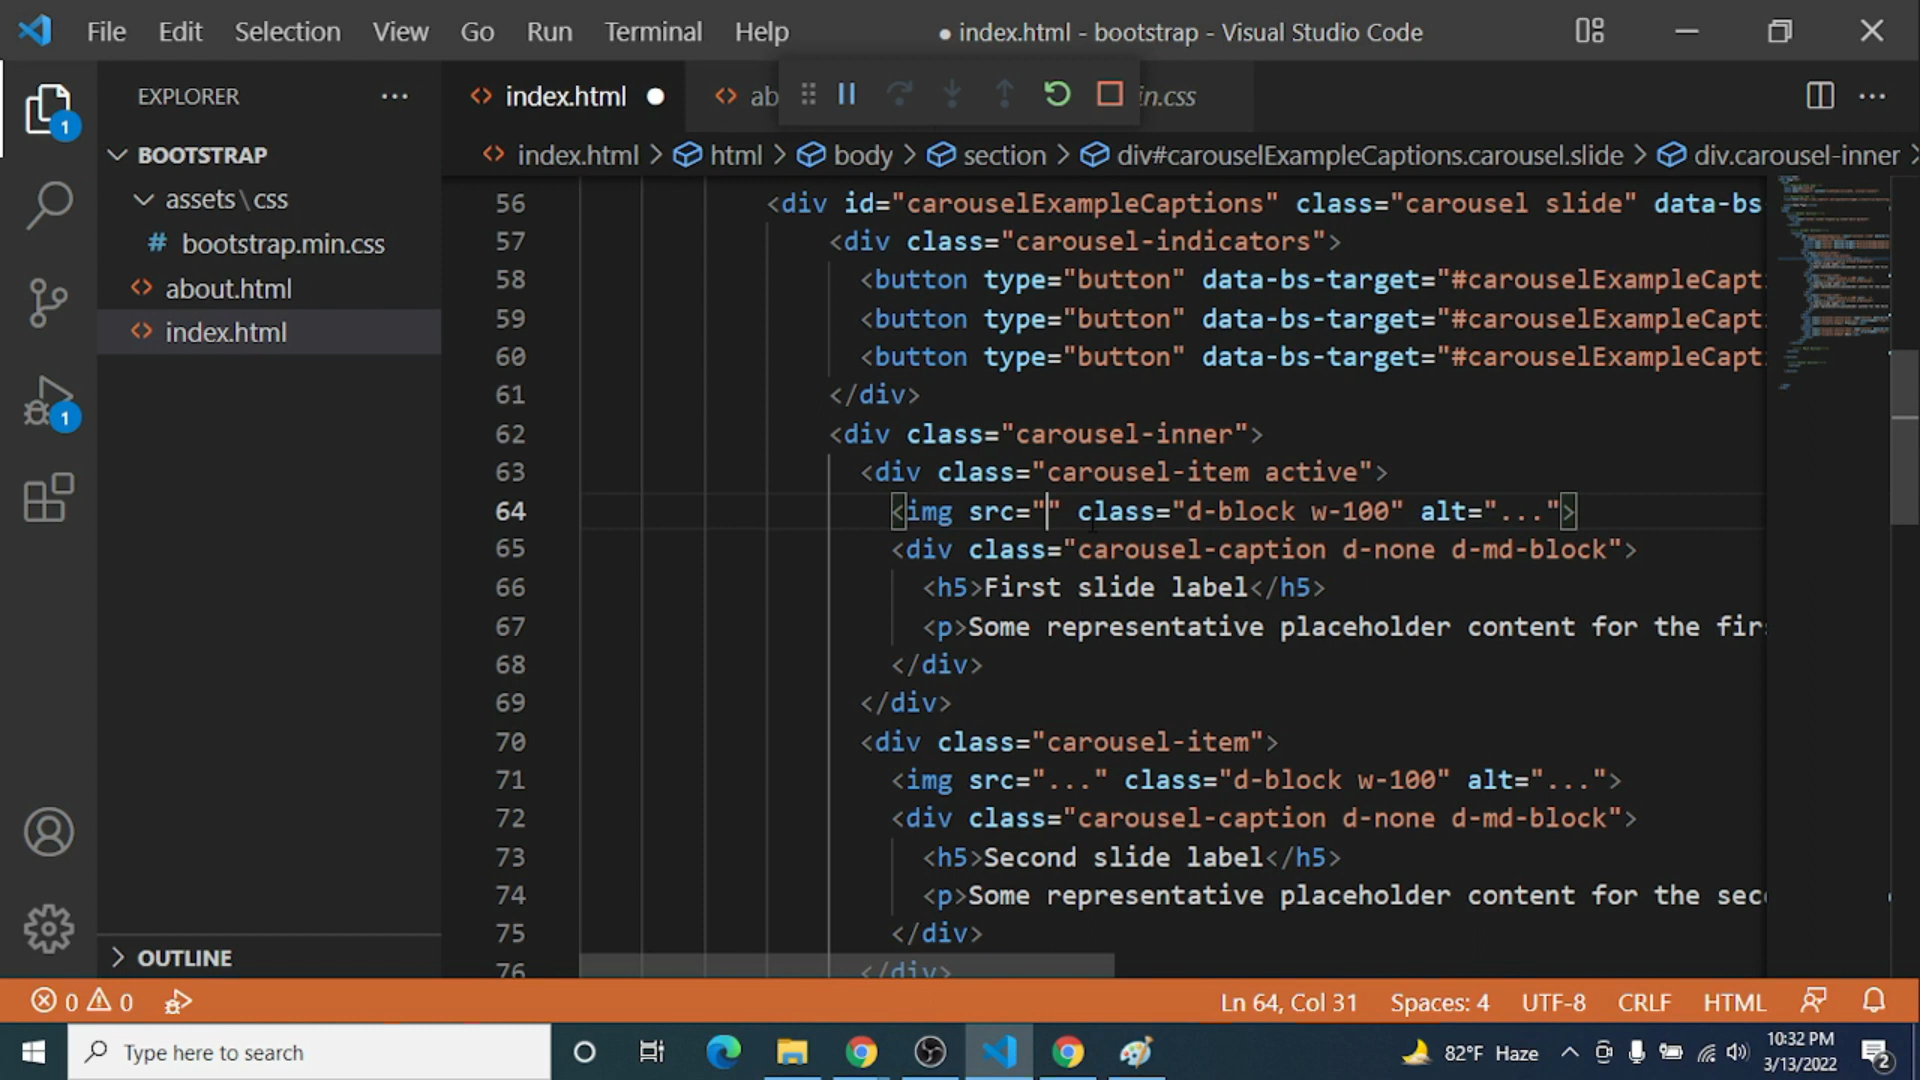 File Edit Selection View Go Run Terminal Help ● index.html - bootstrap - Visual Studio Code
EXPLORER
index.html ab in.css
1
BOOTSTRAP
index.html > html > body > section > div#carouselExampleCaptions.carousel.slide > div.carousel-inner >
assets\css
# bootstrap.min.css
about.html
index.html
1
56 <div id="carouselExampleCaptions" class="carousel slide" data-bs-
57 <div class="carousel-indicators">
58 <button type="button" data-bs-target="#carouselExampleCapti
59 <button type="button" data-bs-target="#carouselExampleCapti
60 <button type="button" data-bs-target="#carouselExampleCapti
61 </div>
62 <div class="carousel-inner">
63 <div class="carousel-item active">
64 <img src="" class="d-block w-100" alt="...">
65 <div class="carousel-caption d-none d-md-block">
66 <h5>First slide label</h5>
67 <p>Some representative placeholder content for the fir
68 </div>
69 </div>
70 <div class="carousel-item">
71 <img src="..." class="d-block w-100" alt="...">
72 <div class="carousel-caption d-none d-md-block">
73 <h5>Second slide label</h5>
74 <p>Some representative placeholder content for the sec
75 </div>
76 </div>
OUTLINE
0 0 Ln 64, Col 31 Spaces: 4 UTF-8 CRLF HTML
Type here to search
82°F Haze
10:32 PM
3/13/2022
2